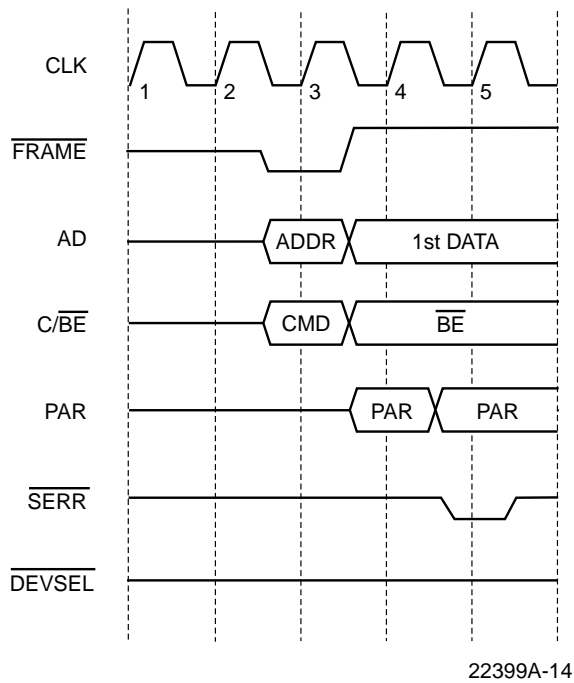 CLK
1 2 3 4 5
FRAME
AD ADDR 1st DATA
C/BE CMD BE
PAR PAR PAR
SERR
DEVSEL
22399A-14